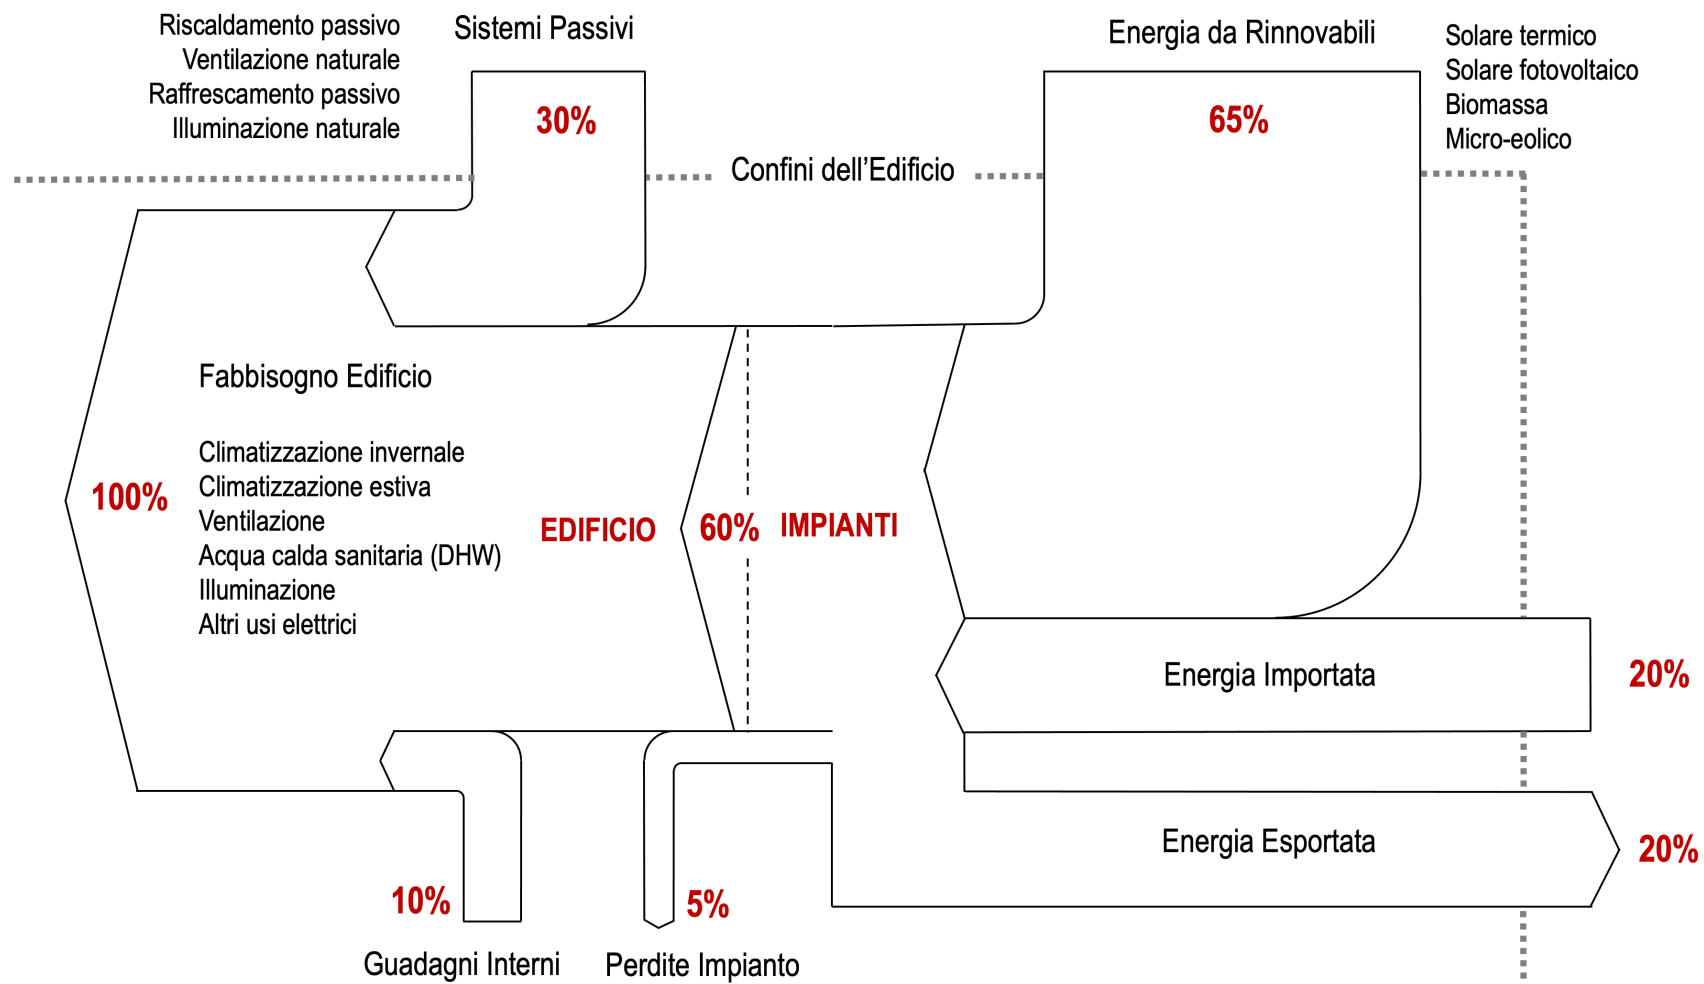 Riscaldamento passivo
Ventilazione naturale
Raffrescamento passivo
Illuminazione naturale
Sistemi Passivi
30%
Energia da Rinnovabili
65%
Solare termico
Solare fotovoltaico
Biomassa
Micro-eolico
Confini dell’Edificio
Fabbisogno Edificio
Climatizzazione invernale
Climatizzazione estiva
Ventilazione
Acqua calda sanitaria (DHW)
Illuminazione
Altri usi elettrici
100%
EDIFICIO
60%
IMPIANTI
Energia Importata
20%
Energia Esportata
20%
10%
Guadagni Interni
5%
Perdite Impianto